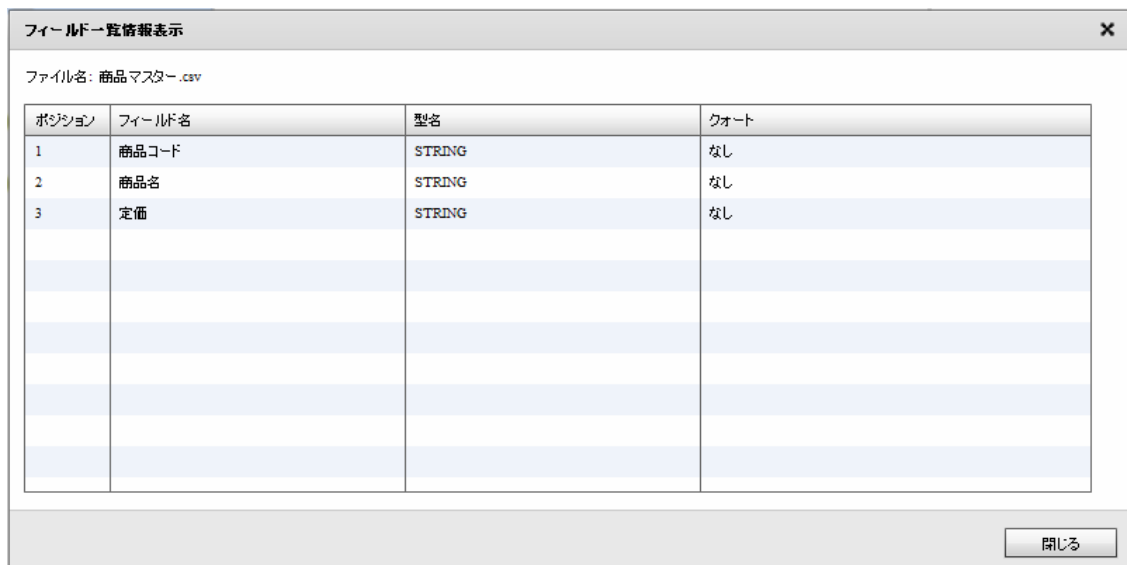 フィールド一覧情報表示
ファイル名: 商品マスター.csv
ポジション フィールド名 型名 クォート
1 商品コード STRING なし
2 商品名 STRING なし
3 定価 STRING なし
閉じる